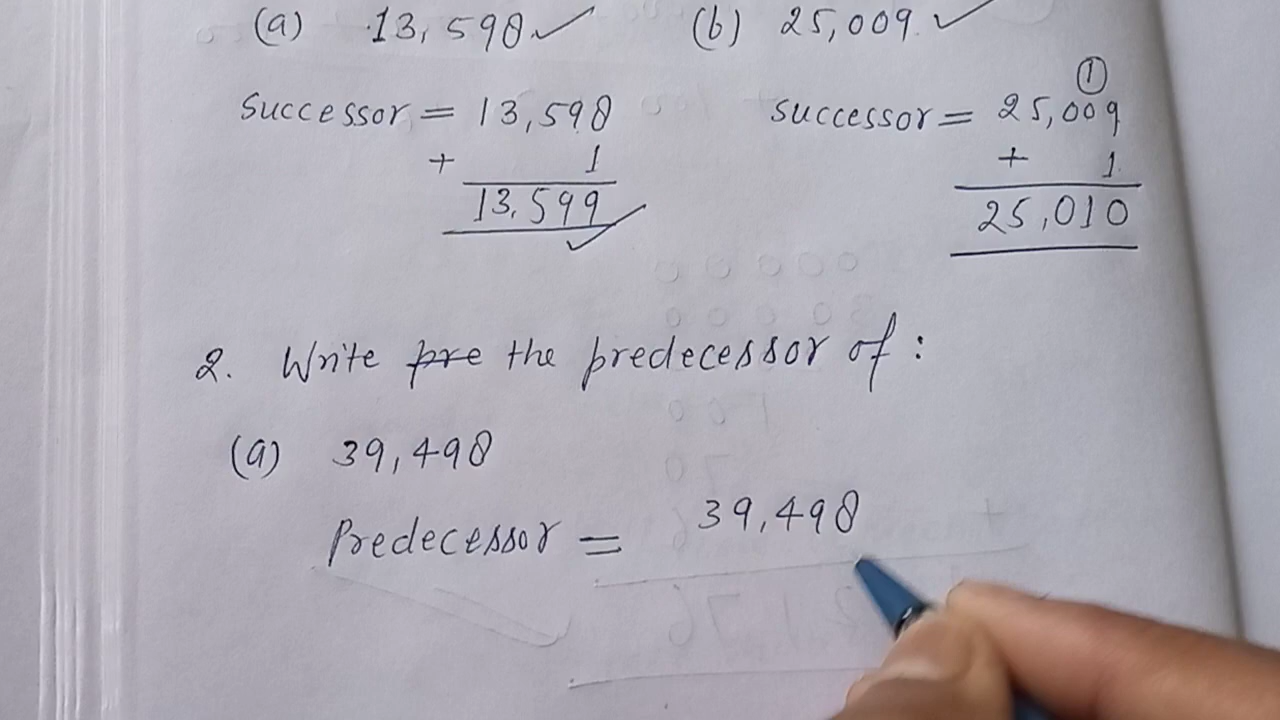 (a) 13,598✓ (b) 25,009✓
Successor = 13,598
+ 1
13,599
✓
①
Successor = 25,009
+ 1
25,010
2. Write pre the predecessor of :
(a) 39,498
Predecessor = 39,498